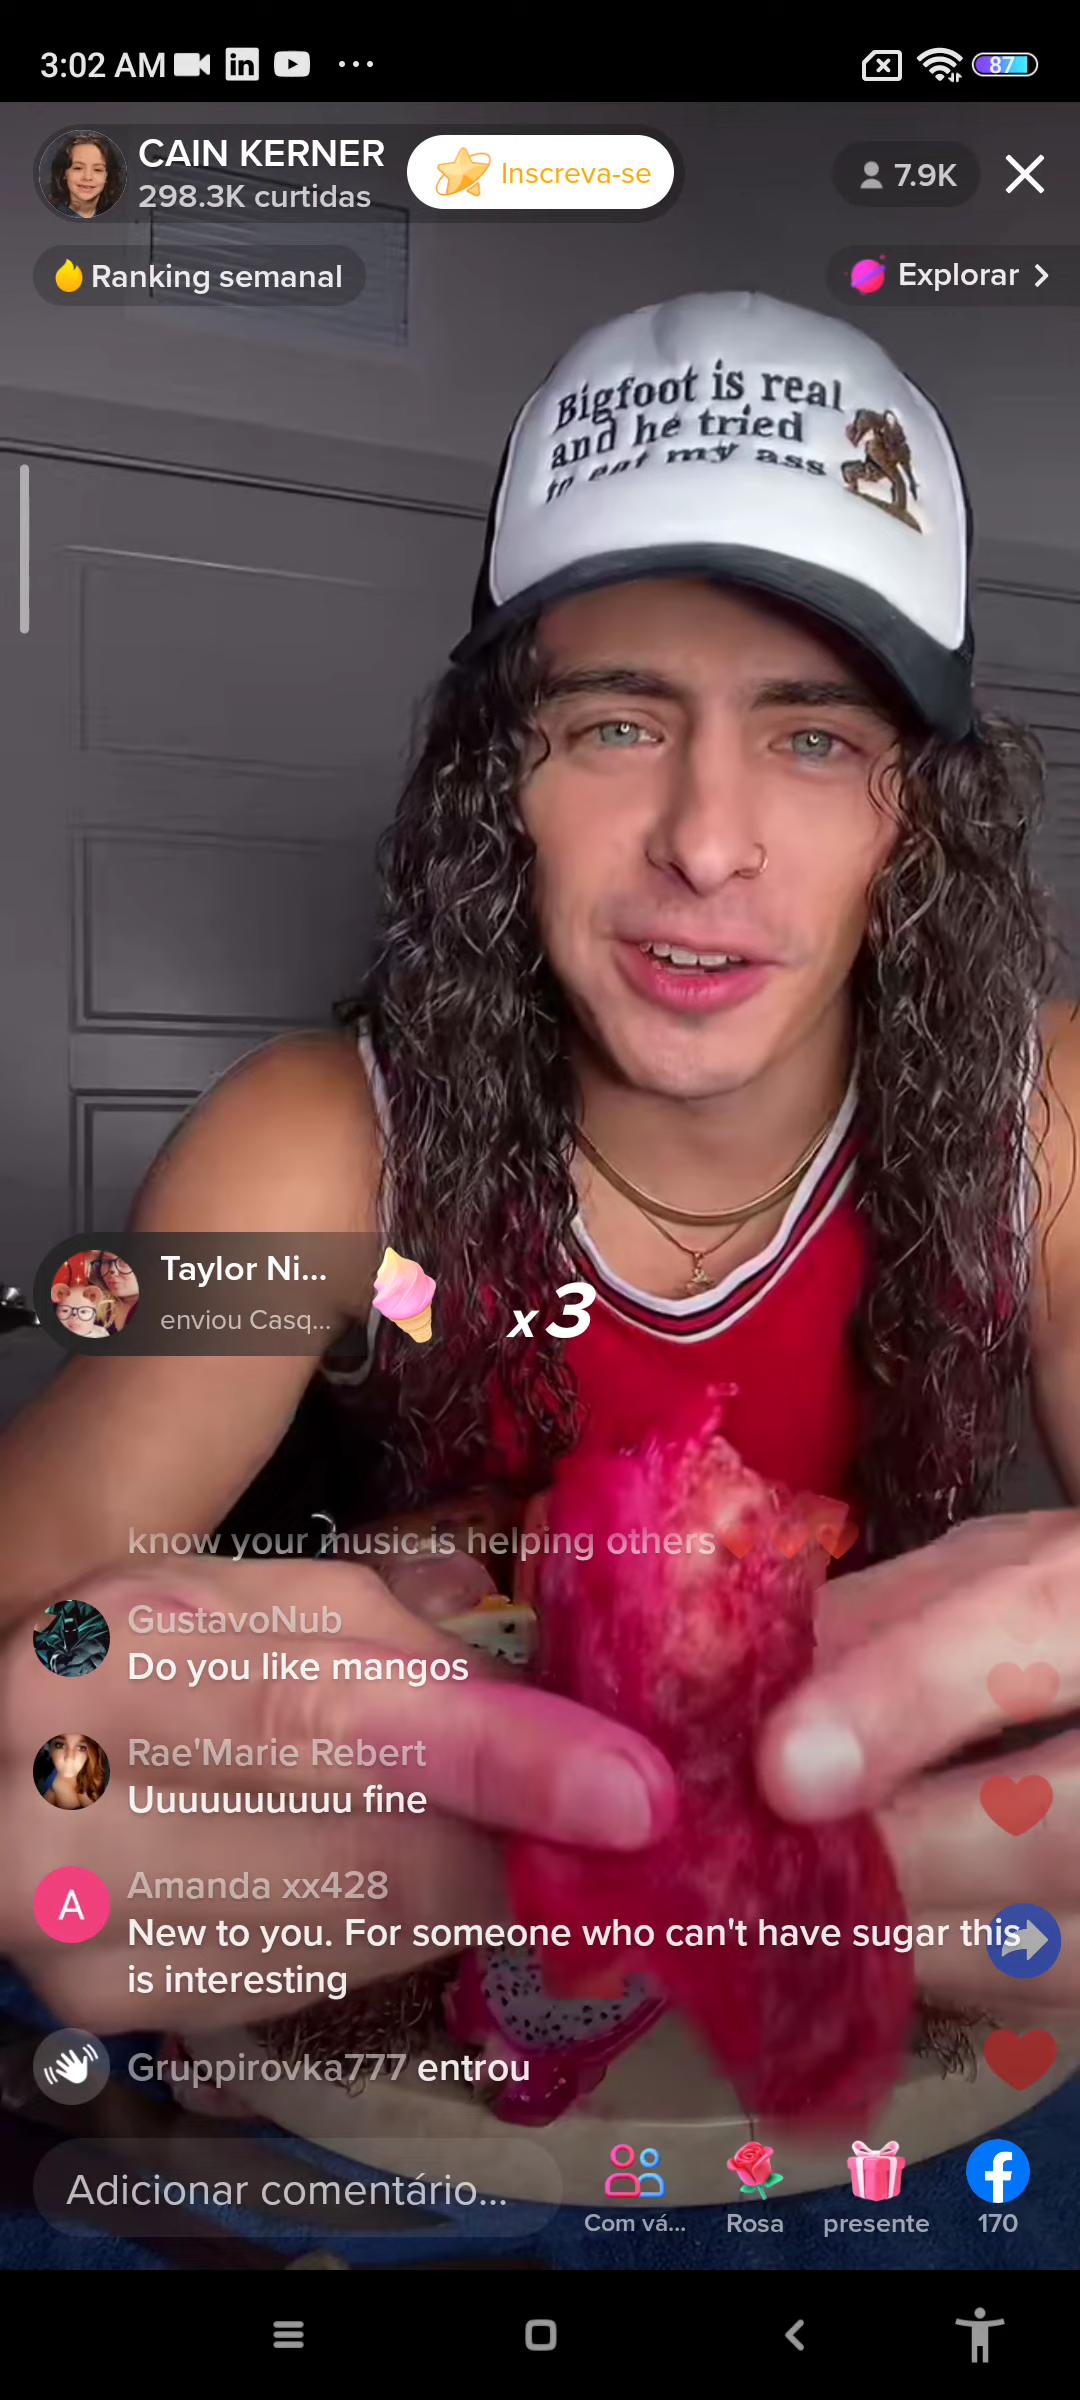 3:02 AM
87
CAIN KERNER
298.3K curtidas
Inscreva-se
7.9K
Ranking semanal
Explorar
Bigfoot is real
and he tried
to eat my ass
Taylor Ni...
enviou Casq...
x3
know your music is helping others
GustavoNub
Do you like mangos
Rae'Marie Rebert
Uuuuuuuuuu fine
A
Amanda xx428
New to you. For someone who can't have sugar this
is interesting
Gruppirovka777 entrou
Adicionar comentário...
Com vá...
Rosa
presente
170